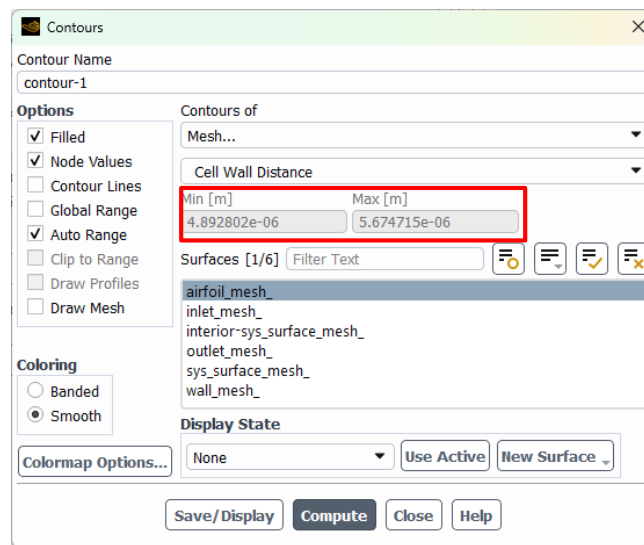 Contours
Contour Name
contour-1
Options
Filled
Node Values
Contour Lines
Global Range
Auto Range
Clip to Range
Draw Profiles
Draw Mesh
Coloring
Banded
Smooth
Colormap Options...
Contours of
Mesh...
Cell Wall Distance
Min [m] Max [m]
4.892802e-06 5.674715e-06
Surfaces [1/6] Filter Text
airfoil_mesh_
inlet_mesh_
interior-sys_surface_mesh_
outlet_mesh_
sys_surface_mesh_
wall_mesh_
Display State
None Use Active New Surface
Save/Display Compute Close Help